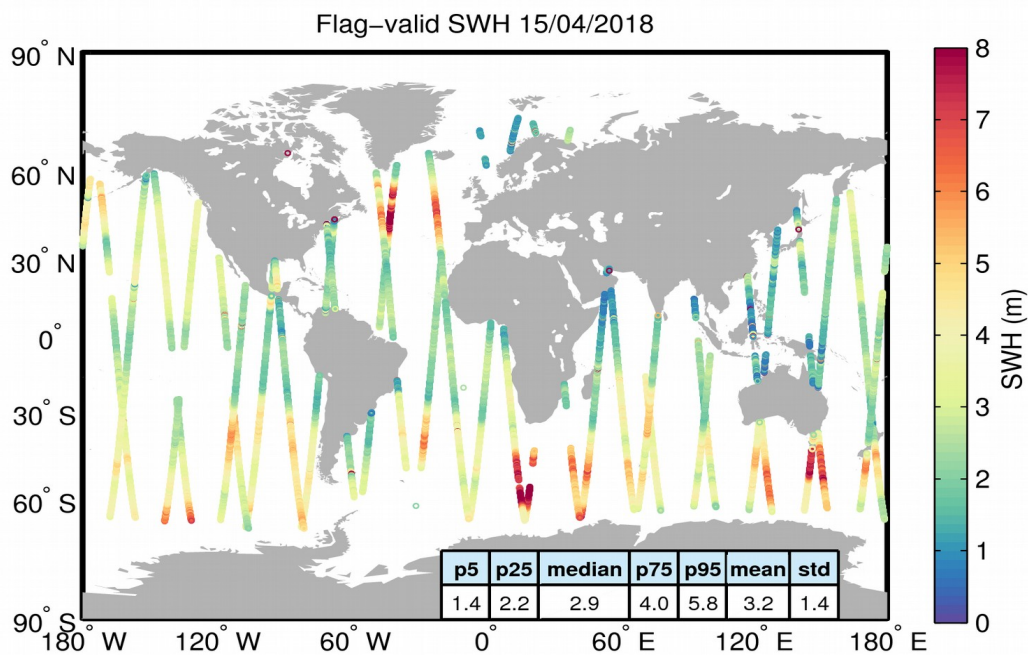 Flag−valid SWH 15/04/2018
90° N
60° N
30° N
0°
30° S
60° S
90° S
180° W
120° W
60° W
0°
60° E
120° E
180° E
p5 p25 median p75 p95 mean std
1.4 2.2 2.9 4.0 5.8 3.2 1.4
8
7
6
5
4
3
2
1
0
SWH (m)